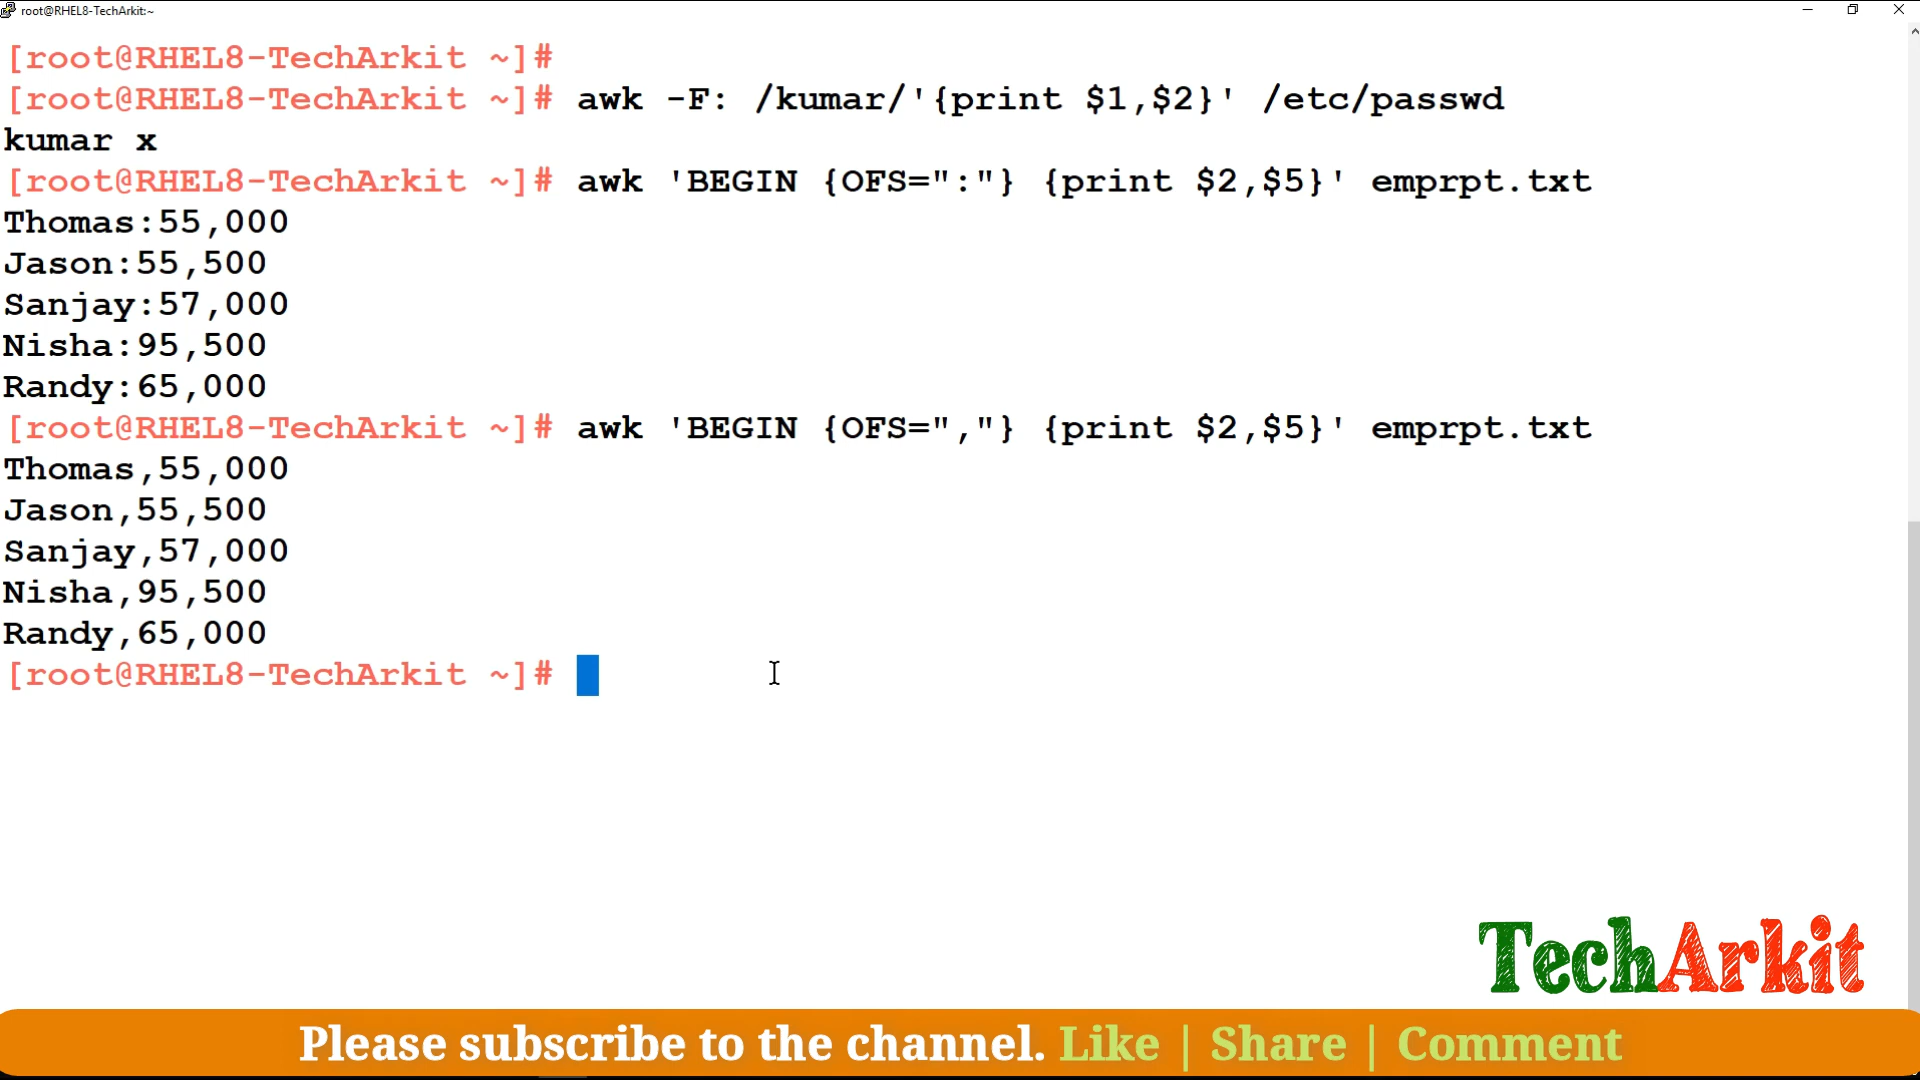 root@RHEL8-TechArkit:~
[root@RHEL8-TechArkit ~]#
[root@RHEL8-TechArkit ~]# awk -F: /kumar/'{print $1,$2}' /etc/passwd
kumar x
[root@RHEL8-TechArkit ~]# awk 'BEGIN {OFS=":"} {print $2,$5}' emprpt.txt
Thomas:55,000
Jason:55,500
Sanjay:57,000
Nisha:95,500
Randy:65,000
[root@RHEL8-TechArkit ~]# awk 'BEGIN {OFS=","} {print $2,$5}' emprpt.txt
Thomas,55,000
Jason,55,500
Sanjay,57,000
Nisha,95,500
Randy,65,000
[root@RHEL8-TechArkit ~]#
TechArkit
Please subscribe to the channel. Like | Share | Comment